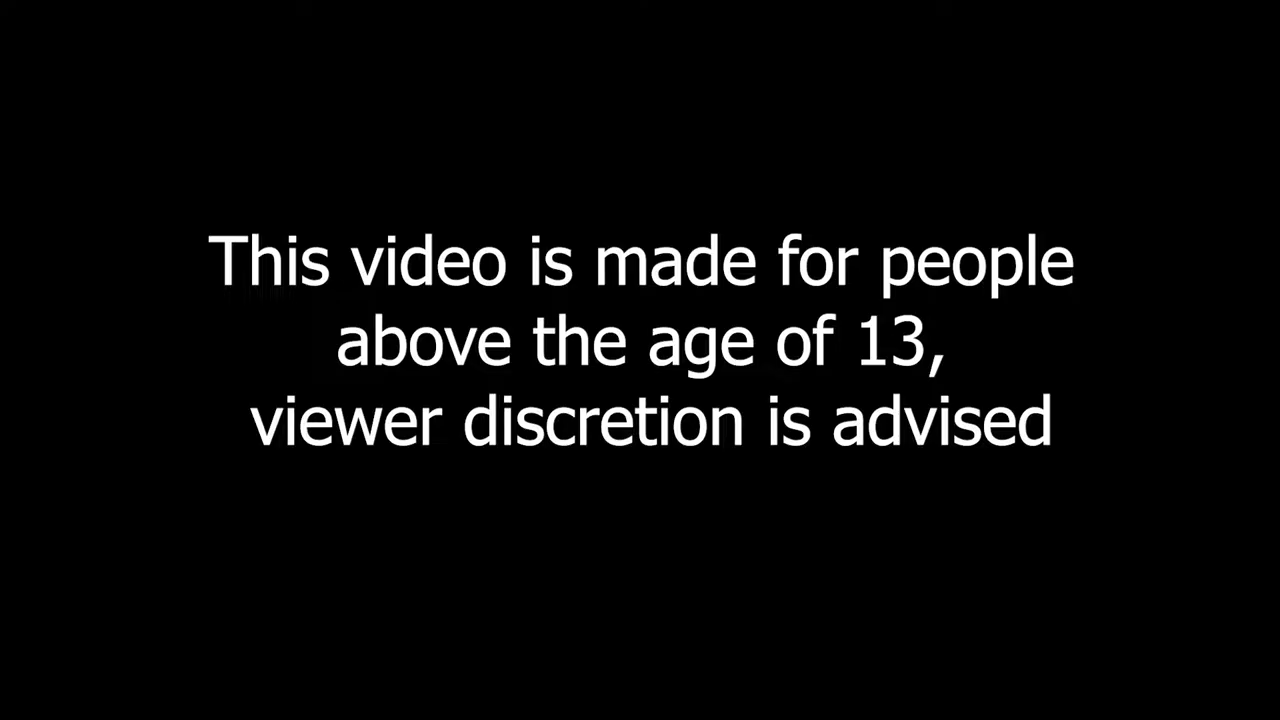 This video is made for people
above the age of 13,
viewer discretion is advised